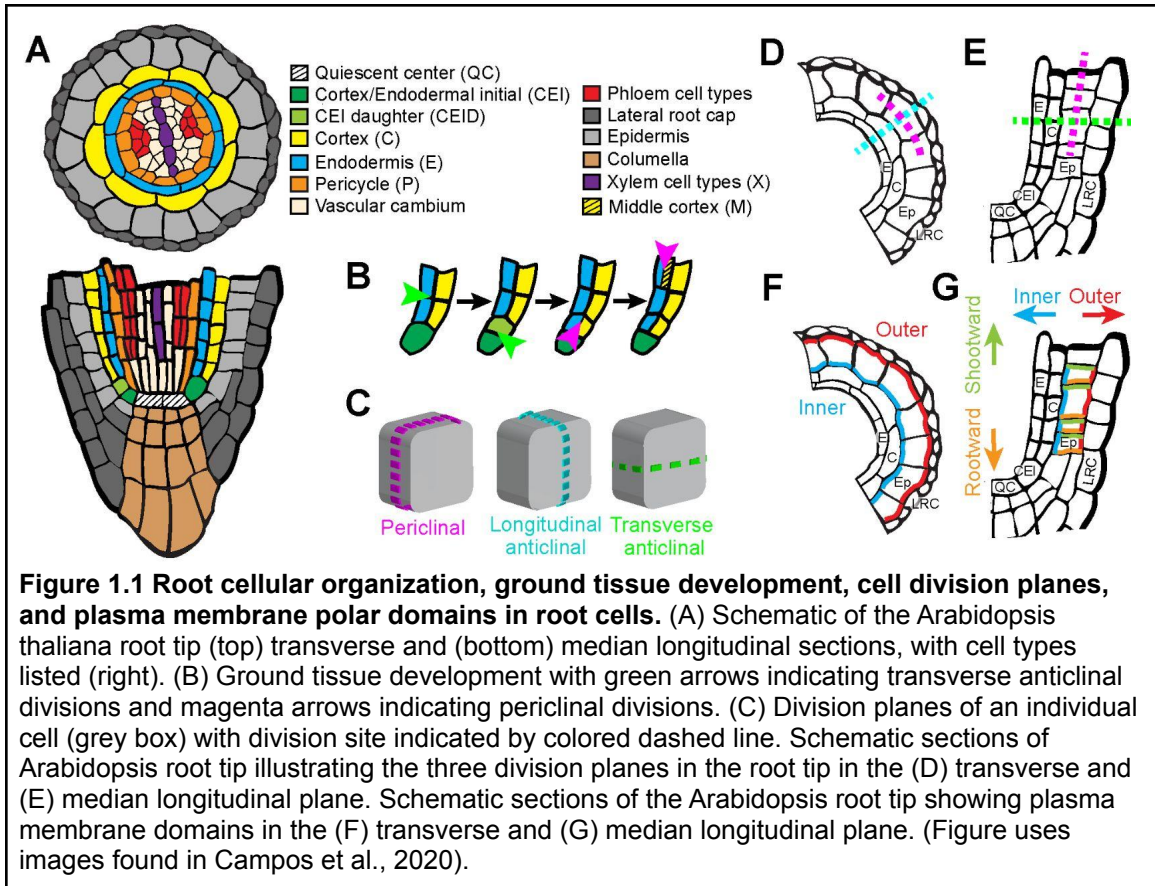 A
Quiescent center (QC)
Cortex/Endodermal initial (CEI)
CEI daughter (CEID)
Cortex (C)
Endodermis (E)
Pericycle (P)
Vascular cambium
Phloem cell types
Lateral root cap
Epidermis
Columella
Xylem cell types (X)
Middle cortex (M)
B
C
Periclinal
Longitudinal
anticlinal
Transverse
anticlinal
D
E
C
Ep
LRC
E
E
C
Ep
CEI
QC
LRC
F
Outer
Inner
E
C
Ep
LRC
G
Inner Outer
Shootward
Rootward
E
C
Ep
CEI
QC
LRC
Figure 1.1 Root cellular organization, ground tissue development, cell division planes,
and plasma membrane polar domains in root cells. (A) Schematic of the Arabidopsis
thaliana root tip (top) transverse and (bottom) median longitudinal sections, with cell types
listed (right). (B) Ground tissue development with green arrows indicating transverse anticlinal
divisions and magenta arrows indicating periclinal divisions. (C) Division planes of an individual
cell (grey box) with division site indicated by colored dashed line. Schematic sections of
Arabidopsis root tip illustrating the three division planes in the root tip in the (D) transverse and
(E) median longitudinal plane. Schematic sections of the Arabidopsis root tip showing plasma
membrane domains in the (F) transverse and (G) median longitudinal plane. (Figure uses
images found in Campos et al., 2020).